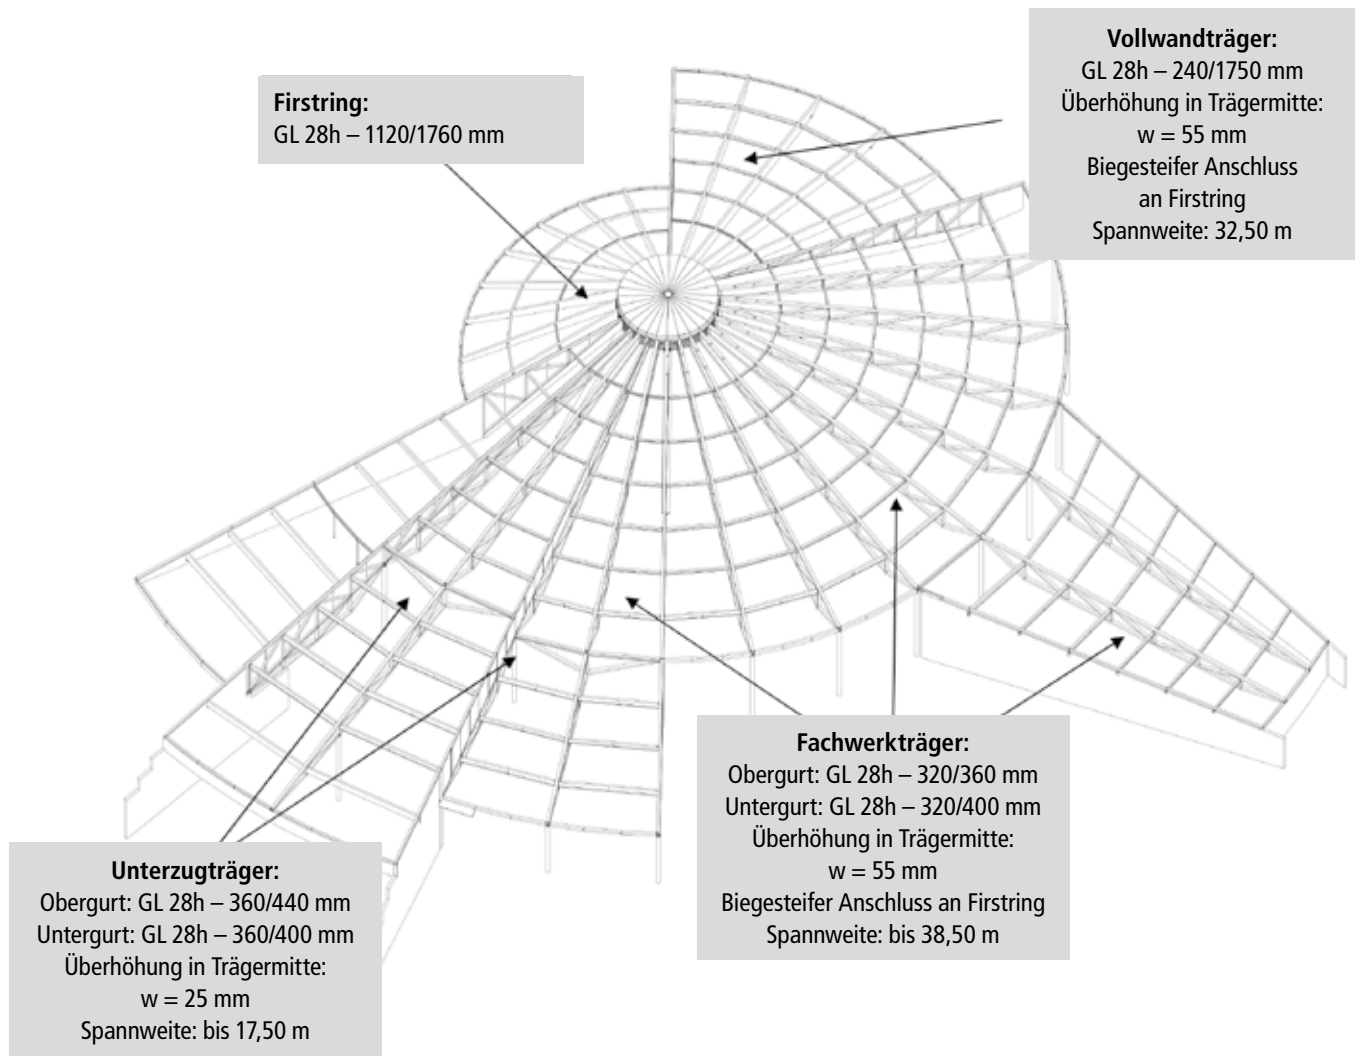 Firstring:
GL 28h – 1120/1760 mm
Vollwandträger:
GL 28h – 240/1750 mm
Überhöhung in Trägermitte:
w = 55 mm
Biegesteifer Anschluss
an Firstring
Spannweite: 32,50 m
Fachwerkträger:
Obergurt: GL 28h – 320/360 mm
Untergurt: GL 28h – 320/400 mm
Überhöhung in Trägermitte:
w = 55 mm
Biegesteifer Anschluss an Firstring
Spannweite: bis 38,50 m
Unterzugträger:
Obergurt: GL 28h – 360/440 mm
Untergurt: GL 28h – 360/400 mm
Überhöhung in Trägermitte:
w = 25 mm
Spannweite: bis 17,50 m